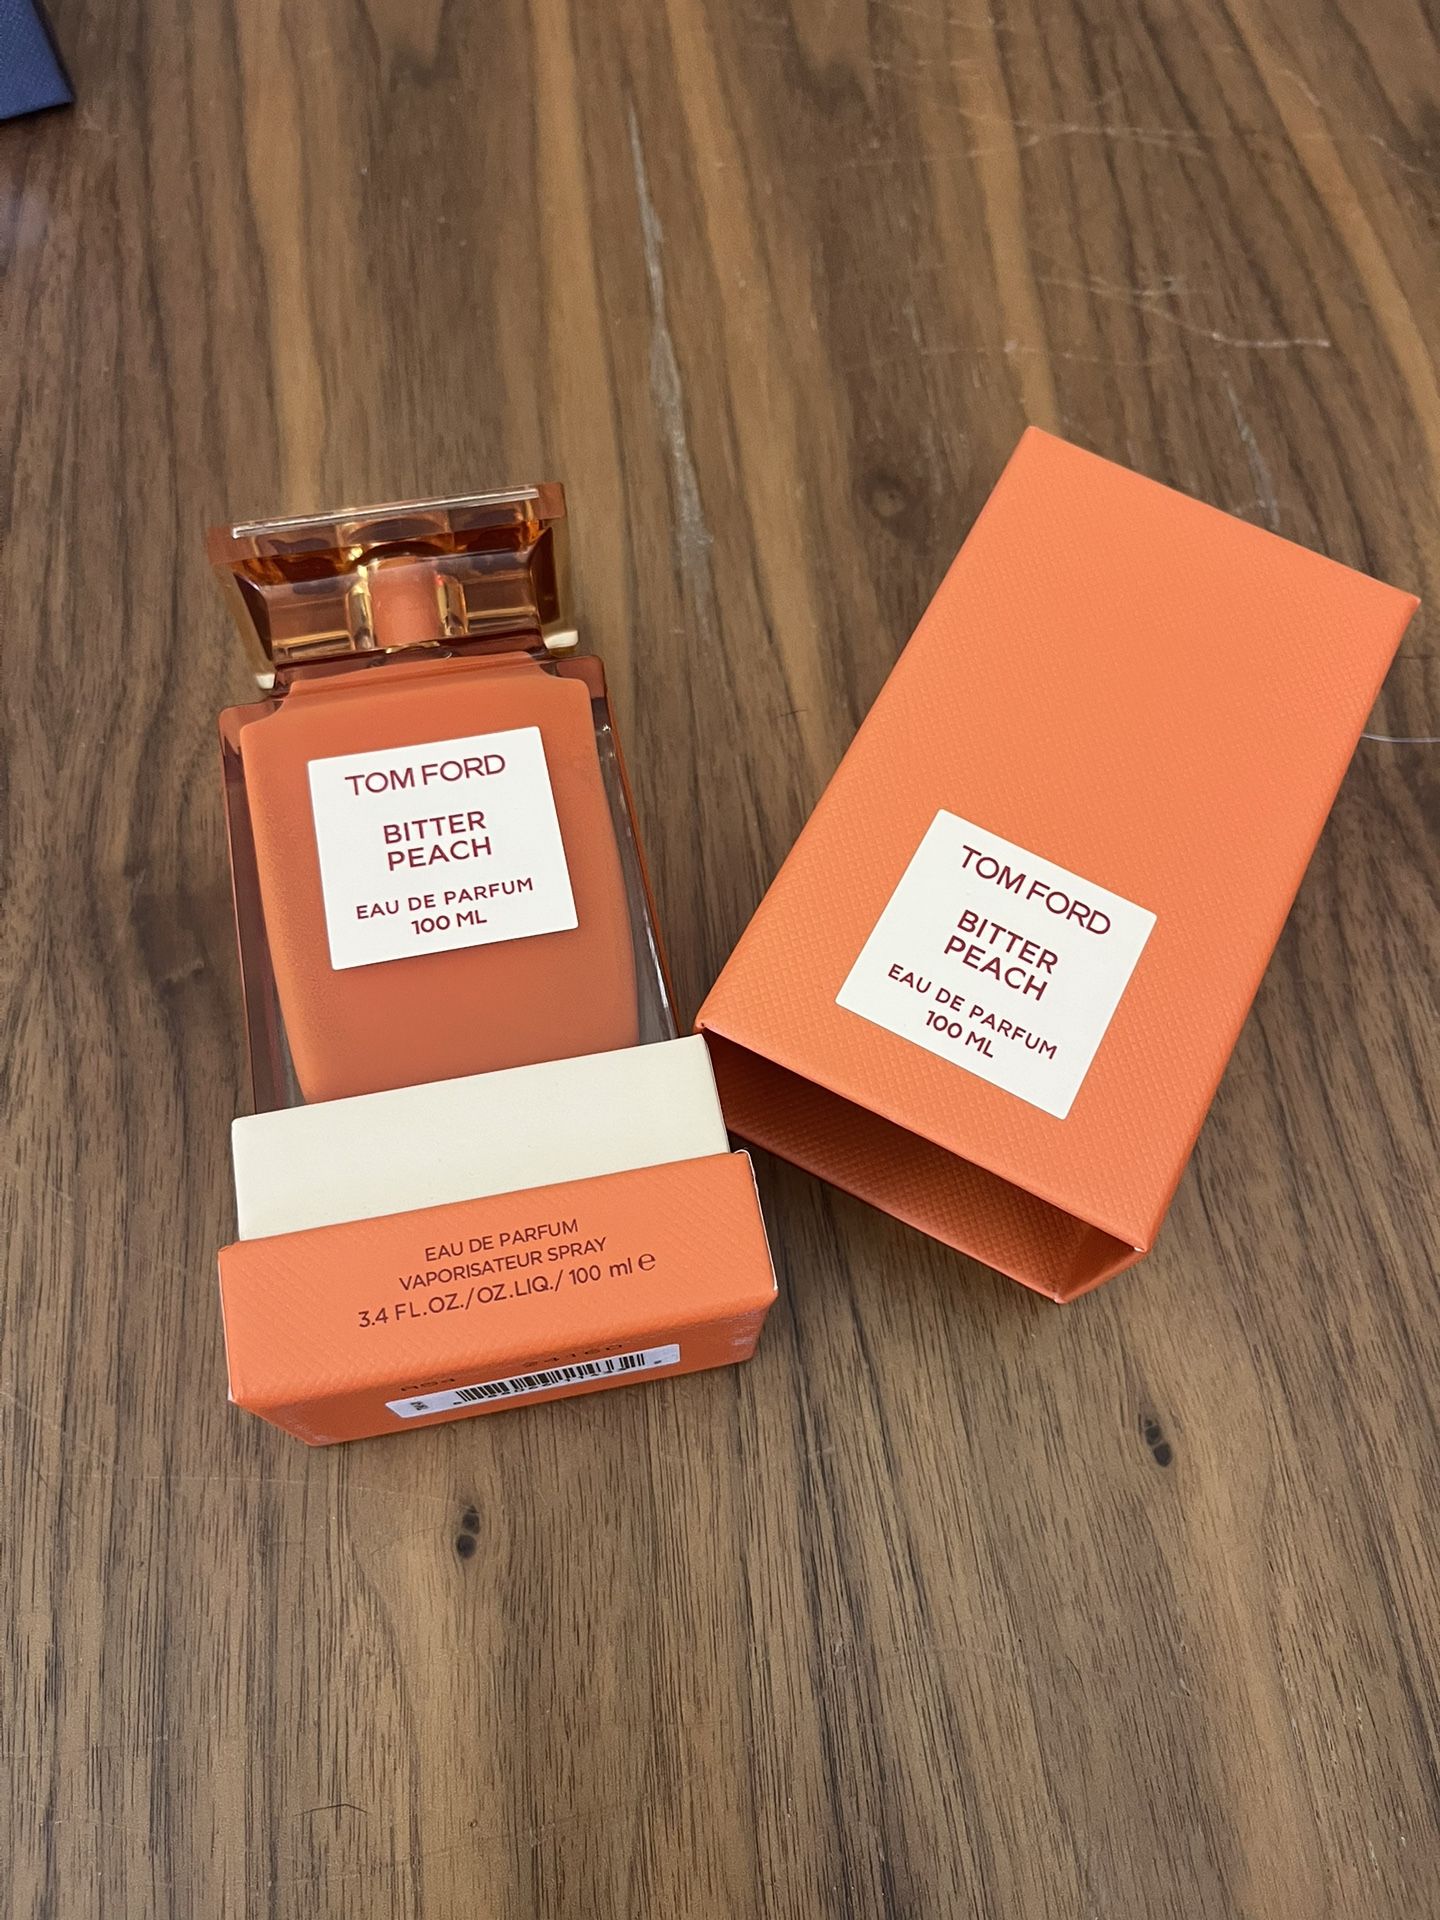 TOM FORD
BITTER
PEACH
EAU DE PARFUM
100 ML
TOM FORD
BITTER
PEACH
EAU DE PARFUM
100 ML
EAU DE PARFUM
VAPORISATEUR SPRAY
3.4 FL.OZ./OZ.LIQ./100 ml ℮